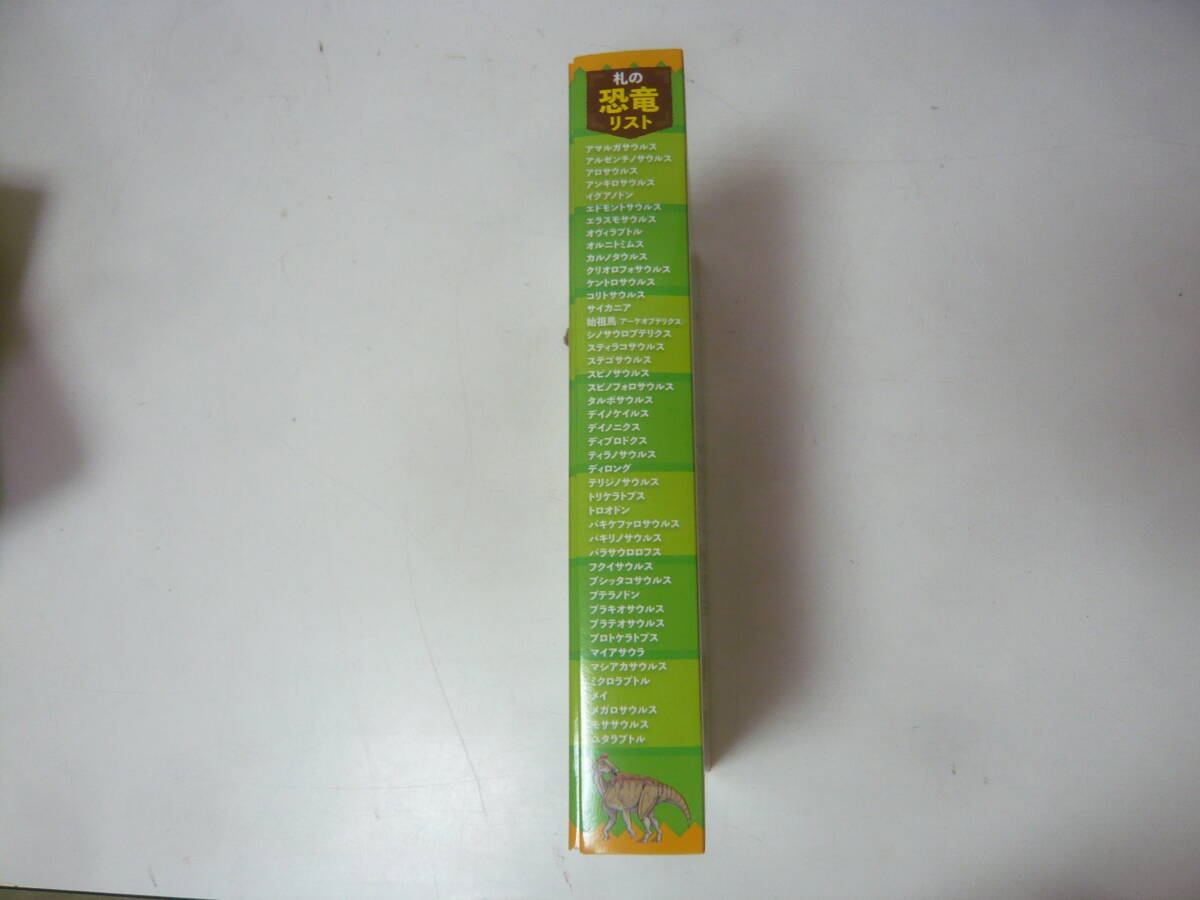 札の
恐竜
リスト
アマルガサウルス
アルゼンチノサウルス
アロサウルス
アンキロサウルス
イグアノドン
エドモントサウルス
エラスモサウルス
オヴィラプトル
オルニトミムス
カルノタウルス
クリオロフォサウルス
ケントロサウルス
コリトサウルス
サイカニア
始祖鳥（アーケオプテリクス）
シノサウロプテリクス
スティラコサウルス
ステゴサウルス
スピノサウルス
スピノフォロサウルス
タルボサウルス
デイノケイルス
デイノニクス
ディプロドクス
ティラノサウルス
ディロング
テリジノサウルス
トリケラトプス
トロオドン
パキケファロサウルス
パキリノサウルス
パラサウロロフス
フクイサウルス
プシッタコサウルス
プテラノドン
ブラキオサウルス
プラテオサウルス
プロトケラトプス
マイアサウラ
マシアカサウルス
ミクロラプトル
メイ
メガロサウルス
モササウルス
ユタラプトル